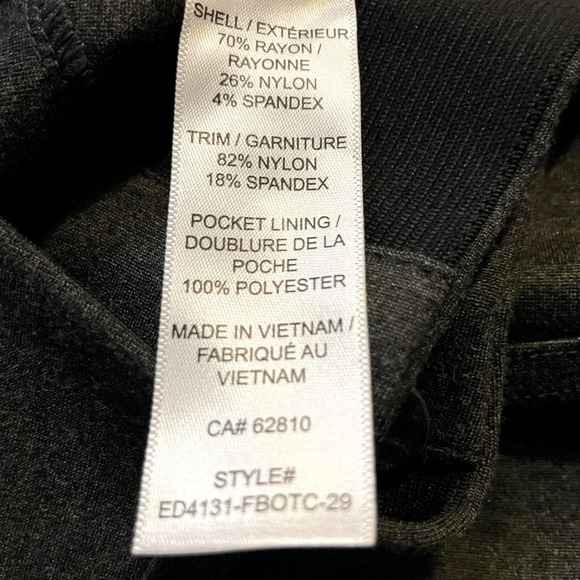 SHELL / EXTÉRIEUR
70% RAYON /
RAYONNE
26% NYLON
4% SPANDEX
TRIM / GARNITURE
82% NYLON
18% SPANDEX
POCKET LINING /
DOUBLURE DE LA
POCHE
100% POLYESTER
MADE IN VIETNAM /
FABRIQUÉ AU
VIETNAM
CA# 62810
STYLE#
ED4131-FBOTC-29